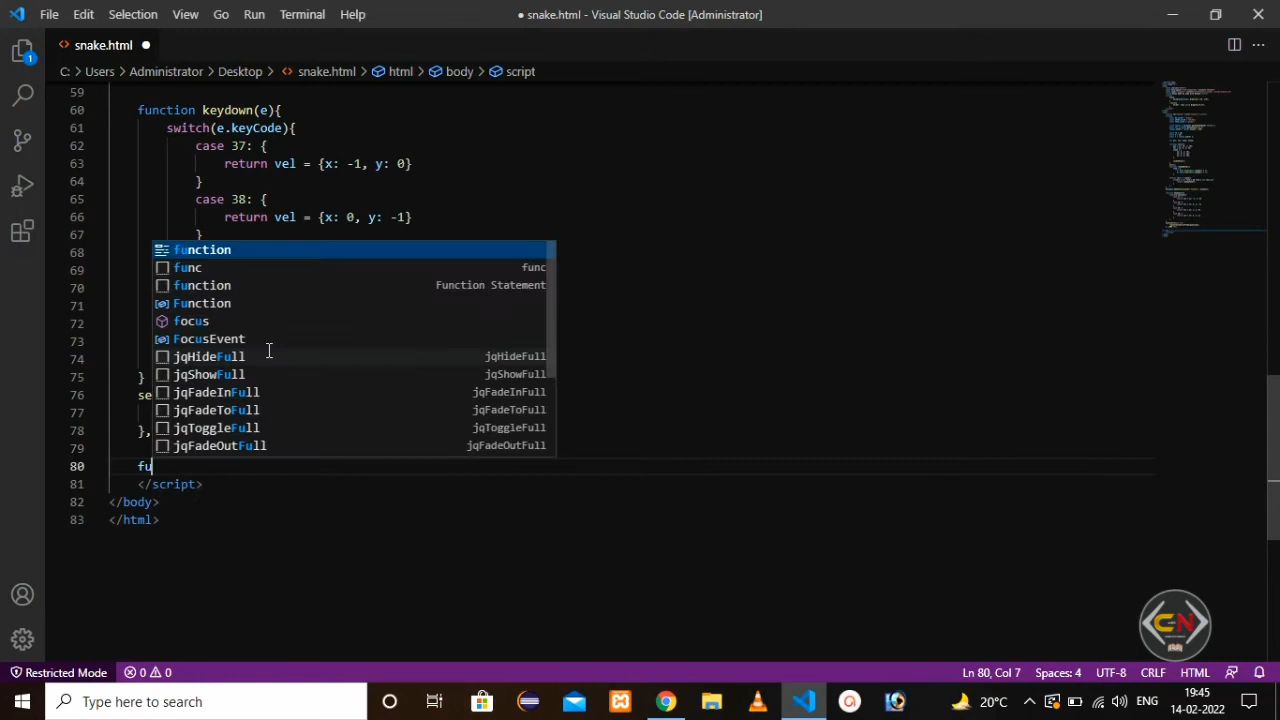 File Edit Selection View Go Run Terminal Help
● snake.html - Visual Studio Code [Administrator]
snake.html ●
C: > Users > Administrator > Desktop > snake.html > html > body > script
59
60 function keydown(e){
61 switch(e.keyCode){
62 case 37: {
63 return vel = {x: -1, y: 0}
64 }
65 case 38: {
66 return vel = {x: 0, y: -1}
67 }
68 function
69 func func
70 function Function Statement
71 Function
72 focus
73 FocusEvent
74 jqHideFull jqHideFull
75 } jqShowFull jqShowFull
76 se jqFadeInFull jqFadeInFull
77 jqFadeToFull jqFadeToFull
78 }, jqToggleFull jqToggleFull
79 jqFadeOutFull jqFadeOutFull
80 fu
81 </script>
82 </body>
83 </html>
1
CN
Restricted Mode 0 0 Ln 80, Col 7 Spaces: 4 UTF-8 CRLF HTML
Type here to search
20°C ENG 19:45 14-02-2022